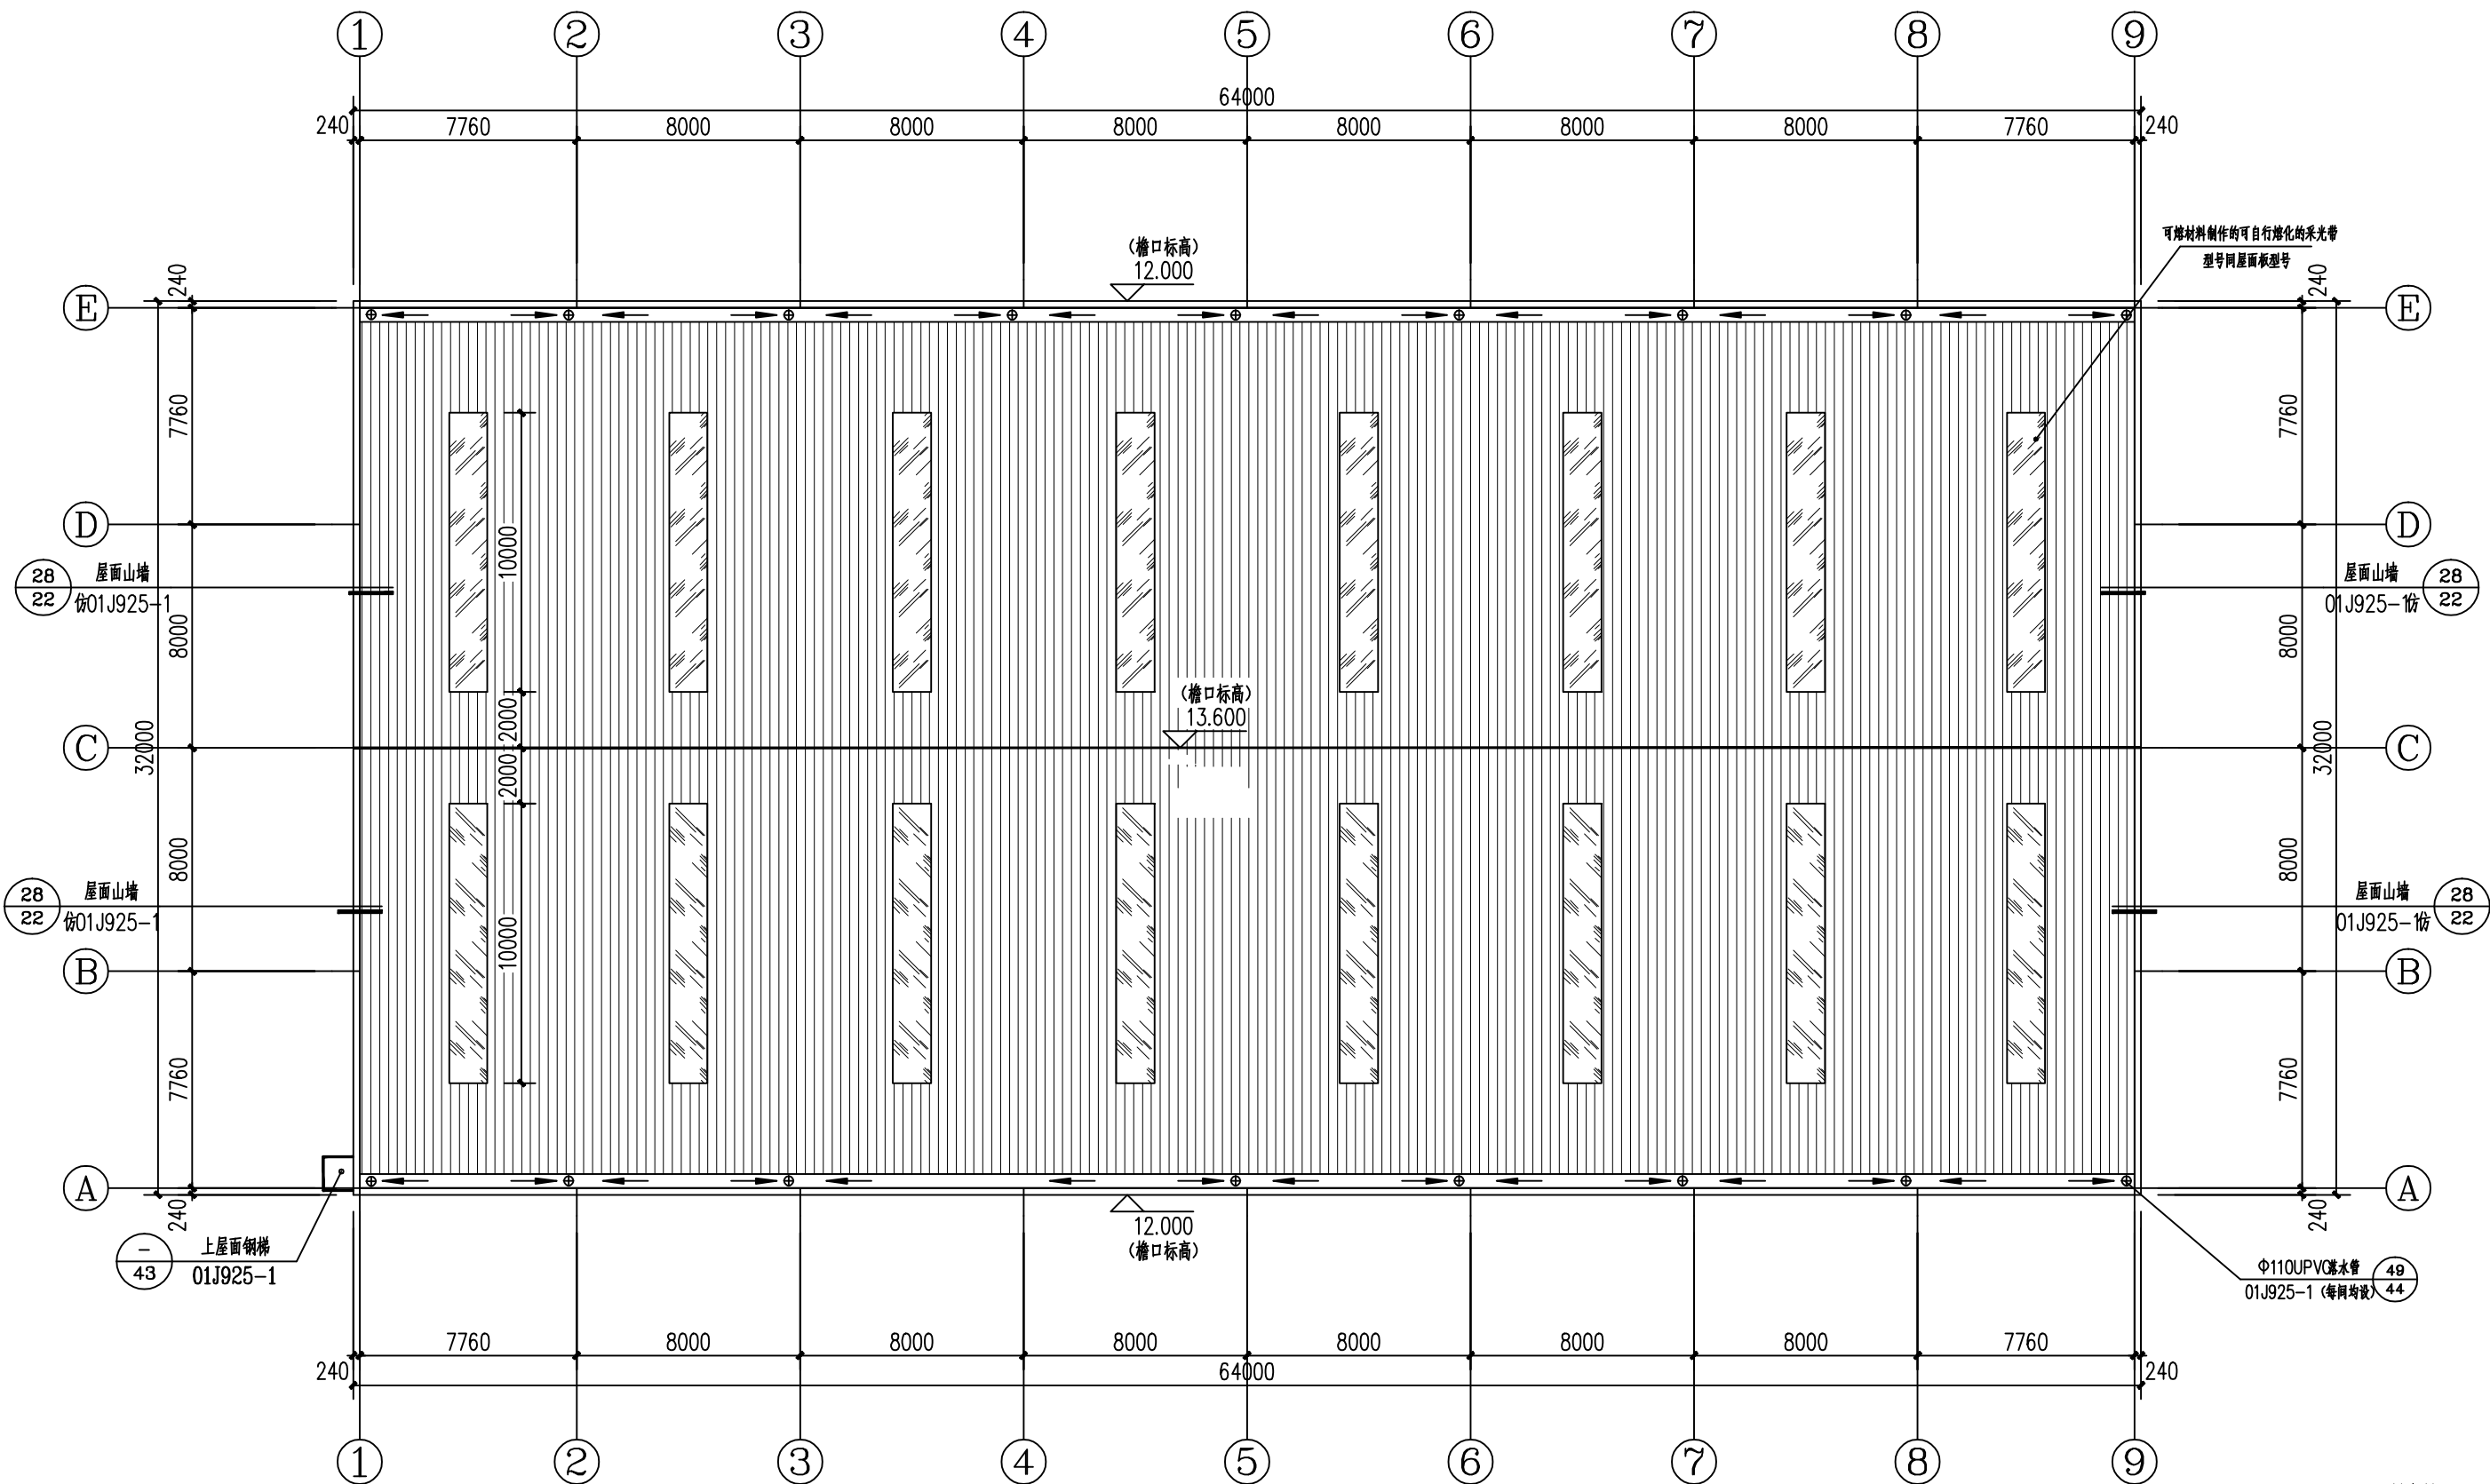 1 2 3 4 5 6 7 8 9
64000
240 7760 8000 8000 8000 8000 8000 8000 7760 240
可熔材料制作的可自行熔化的采光带
型号同屋面板型号
(檐口标高)
12.000
240 240
E E
7760 7760
D D
10000
28 屋面山墙 屋面山墙 28
22 仿01J925-1 01J925-1仿 22
8000 8000
(檐口标高)
13.600
2000
C C
32000 32000
2000
8000 8000
28 屋面山墙 屋面山墙 28
22 仿01J925-1 01J925-1仿 22
10000
B B
7760 7760
A A
240 240
12.000
(檐口标高)
- 上屋面钢梯
43 01J925-1
Φ110UPVC落水管 49
01J925-1 (每间均设) 44
7760 8000 8000 8000 8000 8000 8000 7760
240 64000 240
1 2 3 4 5 6 7 8 9